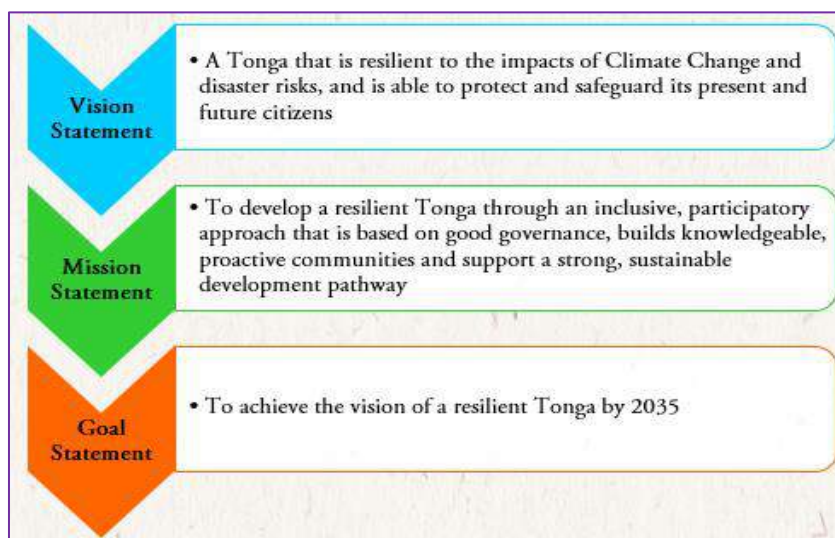 Vision
Statement
• A Tonga that is resilient to the impacts of Climate Change and
disaster risks, and is able to protect and safeguard its present and
future citizens
Mission
Statement
• To develop a resilient Tonga through an inclusive, participatory
approach that is based on good governance, builds knowledgeable,
proactive communities and support a strong, sustainable
development pathway
Goal
Statement
• To achieve the vision of a resilient Tonga by 2035